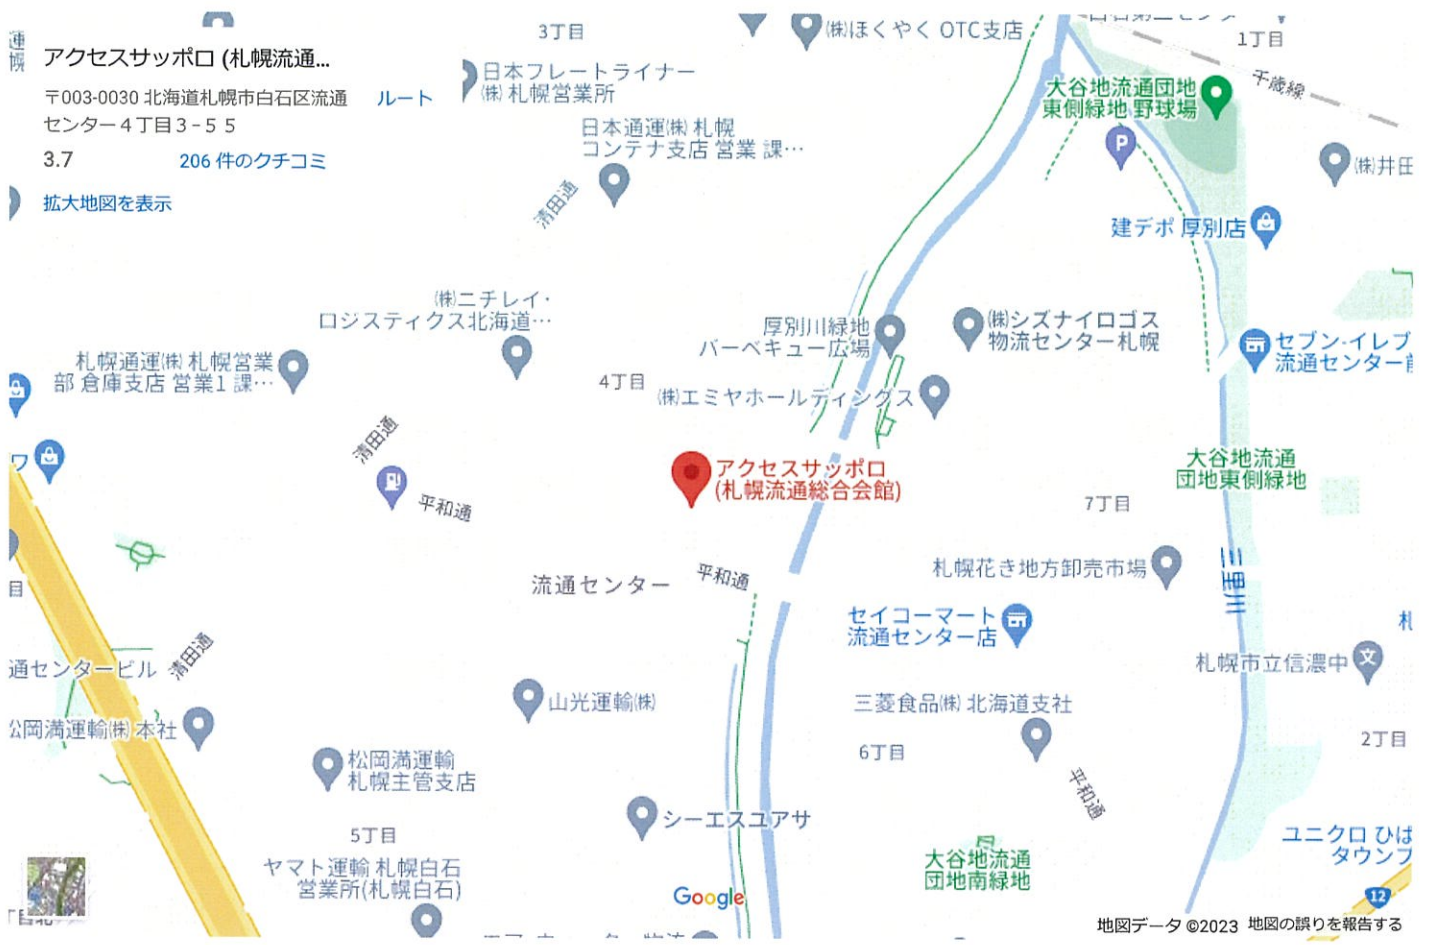 アクセスサッポロ (札幌流通...
〒003-0030 北海道札幌市白石区流通
センター４丁目３−５５
ルート
3.7
206 件のクチコミ
拡大地図を表示
3丁目
㈱ほくやく OTC支店
1丁目
千歳線
日本フレートライナー
㈱ 札幌営業所
大谷地流通団地
東側緑地 野球場
P
日本通運㈱ 札幌
コンテナ支店 営業 課…
㈱井田
清田通
建デポ 厚別店
㈱ニチレイ・
ロジスティクス北海道…
厚別川緑地
バーベキュー広場
㈱シズナイロゴス
物流センター札幌
セブン-イレブ
流通センター前
札幌通運㈱ 札幌営業
部 倉庫支店 営業1 課…
4丁目
㈱エミヤホールディングス
清田通
ワ
アクセスサッポロ
(札幌流通総合会館)
大谷地流通
団地東側緑地
平和通
7丁目
流通センター
平和通
札幌花き地方卸売市場
三里川
目
セイコーマート
流通センター店
札
清田通
通センタービル
札幌市立信濃中
文
山光運輸㈱
三菱食品㈱ 北海道支社
松岡満運輸㈱ 本社
6丁目
2丁目
松岡満運輸
札幌主管支店
平和通
シーエスユアサ
5丁目
ユニクロ ひば
タウンプ
ヤマト運輸 札幌白石
営業所(札幌白石)
大谷地流通
団地南緑地
Google
12
地図データ ©2023
地図の誤りを報告する